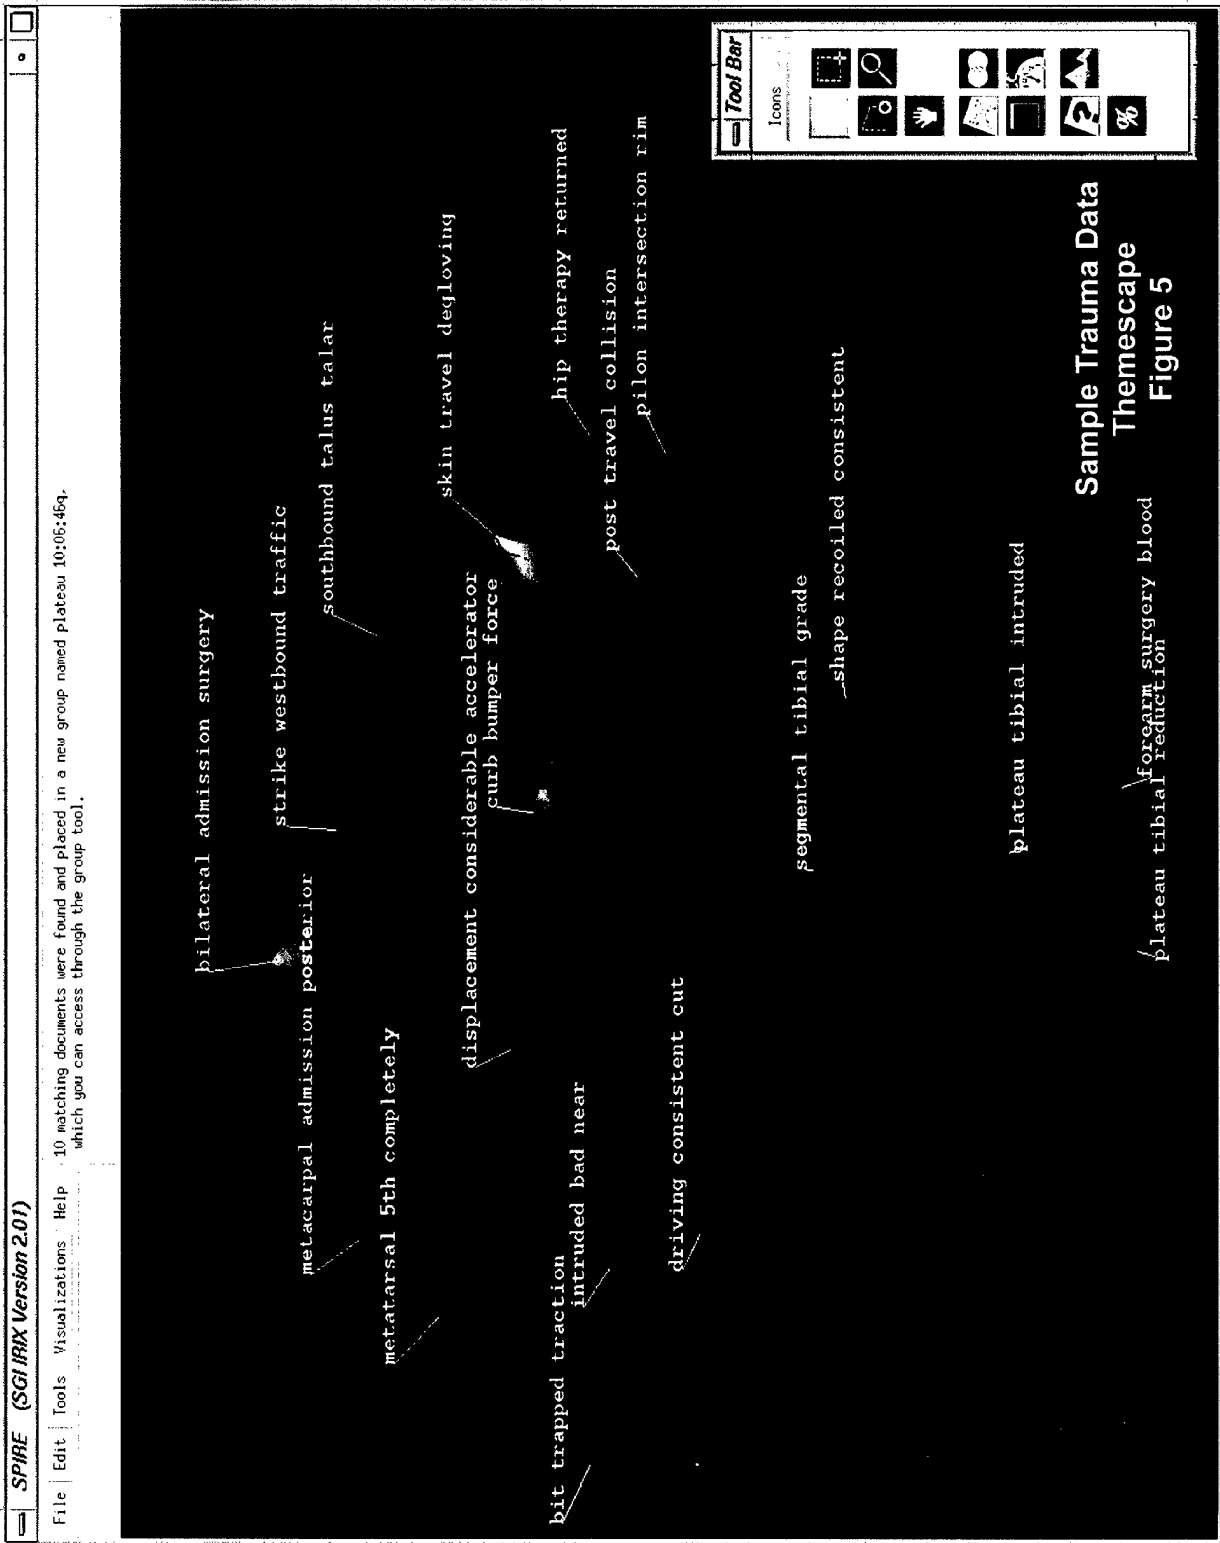 SPIRE (SGI IRIX Version 2.01)
File Edit Tools Visualizations Help
10 matching documents were found and placed in a new group named plateau 10:06:46q,
which you can access through the group tool.
bilateral admission surgery
strike westbound traffic
metacarpal admission posterior
southbound talus talar
metatarsal 5th completely
skin travel degloving
displacement considerable accelerator
curb bumper force
bit trapped traction
hip therapy returned
intruded bad near
post travel collision
pilon intersection rim
driving consistent cut
segmental tibial grade
shape recoiled consistent
plateau tibial intruded
forearm surgery blood
plateau tibial reduction
Tool Bar
Icons
?
%
Sample Trauma Data
Themescape
Figure 5